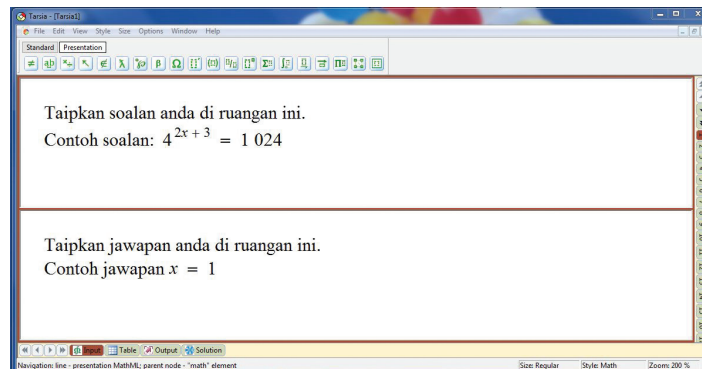 Tarsia - [Tarsia1]
File Edit View Style Size Options Window Help
Standard Presentation
Taipkan soalan anda di ruangan ini.
Contoh soalan: 4^{2x + 3} = 1 024
Taipkan jawapan anda di ruangan ini.
Contoh jawapan x = 1
Input Table Output Solution
Navigation: line - presentation MathML; parent node - "math" element Size: Regular Style: Math Zoom: 200 %